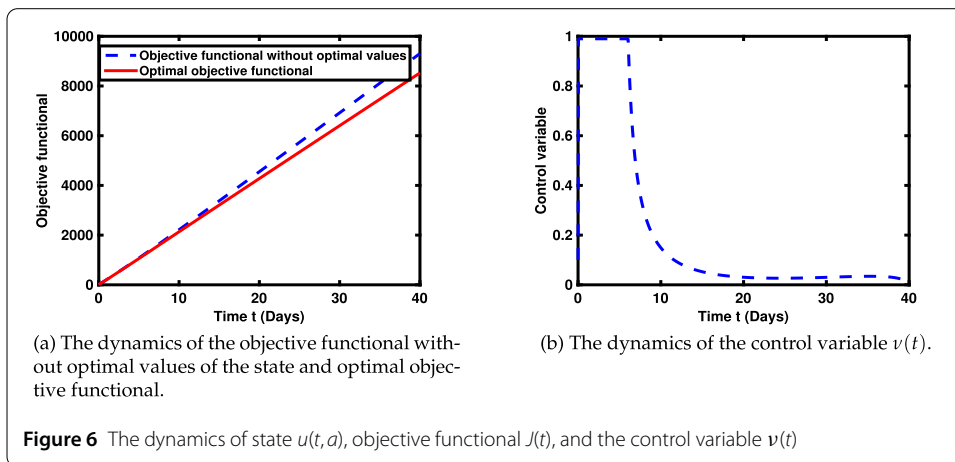 10000
8000
6000
4000
2000
0
Objective functional
Objective functional without optimal values
Optimal objective functional
0 10 20 30 40
Time t (Days)
(a) The dynamics of the objective functional with-
out optimal values of the state and optimal objec-
tive functional.
1
0.8
0.6
0.4
0.2
0
Control variable
0 10 20 30 40
Time t (Days)
(b) The dynamics of the control variable ν(t).
Figure 6 The dynamics of state u(t,a), objective functional J(t), and the control variable ν(t)